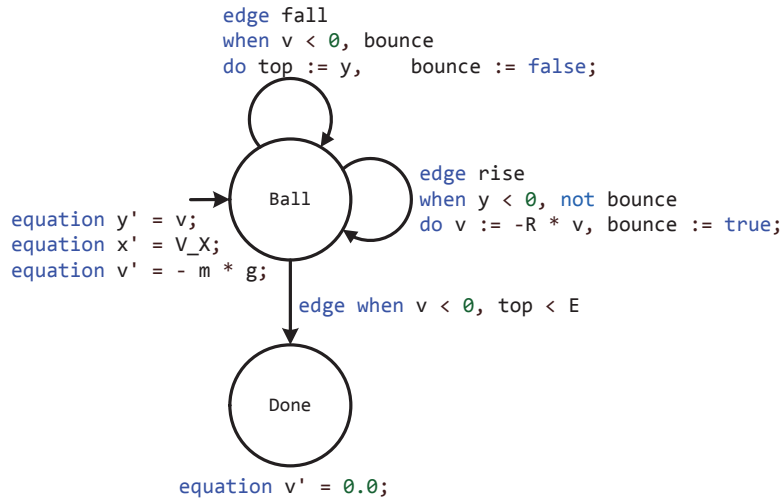 edge fall
when v < 0, bounce
do top := y, bounce := false;
Ball
edge rise
when y < 0, not bounce
do v := -R * v, bounce := true;
equation y' = v;
equation x' = V_X;
equation v' = - m * g;
edge when v < 0, top < E
Done
equation v' = 0.0;